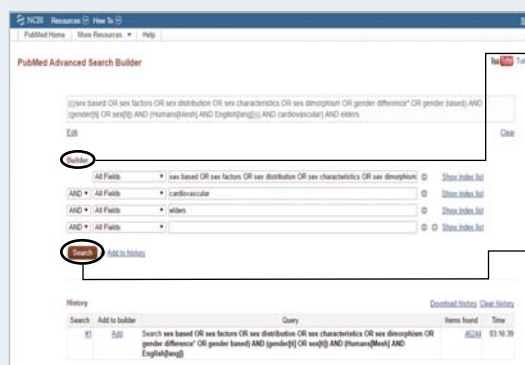 NCBI Resources How To
PubMed Home More Resources Help
PubMed Advanced Search Builder
You Tube Tut
(((sex based OR sex factors OR sex distribution OR sex characteristics OR sex dimorphism OR gender difference* OR gender based) AND
(gender[ti] OR sex[ti]) AND (Humans[Mesh] AND English[lang]))) AND cardiovascular) AND elders
Edit Clear
Builder
All Fields sex based OR sex factors OR sex distribution OR sex characteristics OR sex dimorphism Show index list
AND All Fields cardiovascular Show index list
AND All Fields elders Show index list
AND All Fields Show index list
Search Add to history
History Download history Clear history
Search Add to builder Query Items found Time
#1 Add Search sex based OR sex factors OR sex distribution OR sex characteristics OR sex dimorphism OR 46244 03:16:39
gender difference* OR gender based) AND (gender[ti] OR sex[ti]) AND (Humans[Mesh] AND
English[lang])